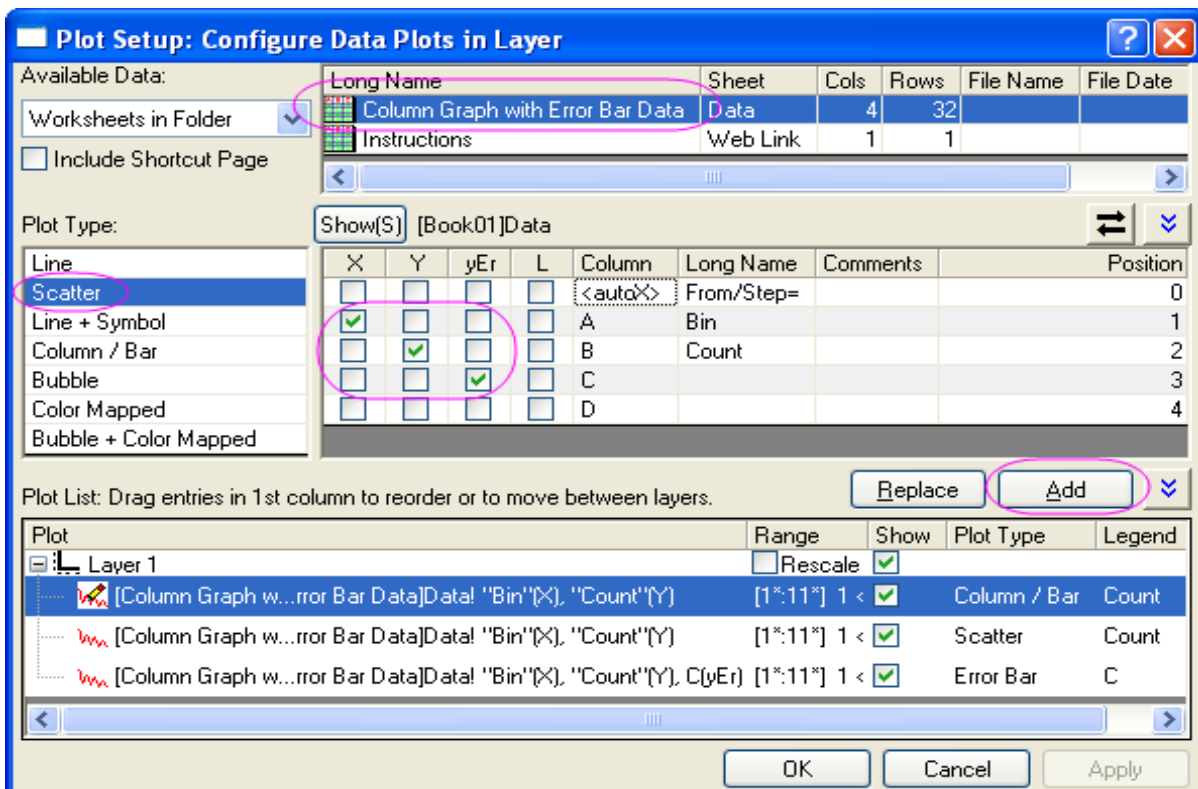 Plot Setup: Configure Data Plots in Layer
Available Data:
Worksheets in Folder
Include Shortcut Page
Long Name Sheet Cols Rows File Name File Date
Column Graph with Error Bar Data Data 4 32
Instructions Web Link 1 1
Plot Type:
Show(S) [Book01]Data
Line
Scatter
Line + Symbol
Column / Bar
Bubble
Color Mapped
Bubble + Color Mapped
X Y yEr L Column Long Name Comments Position
<autoX> From/Step= 0
A Bin 1
B Count 2
C 3
D 4
Plot List: Drag entries in 1st column to reorder or to move between layers.
Replace Add
Plot Range Show Plot Type Legend
Layer 1 Rescale
[Column Graph w...rror Bar Data]Data! "Bin"(X), "Count"(Y) [1*:11*] 1 < Column / Bar Count
[Column Graph w...rror Bar Data]Data! "Bin"(X), "Count"(Y) [1*:11*] 1 < Scatter Count
[Column Graph w...rror Bar Data]Data! "Bin"(X), "Count"(Y), C(yEr) [1*:11*] 1 < Error Bar C
OK Cancel Apply